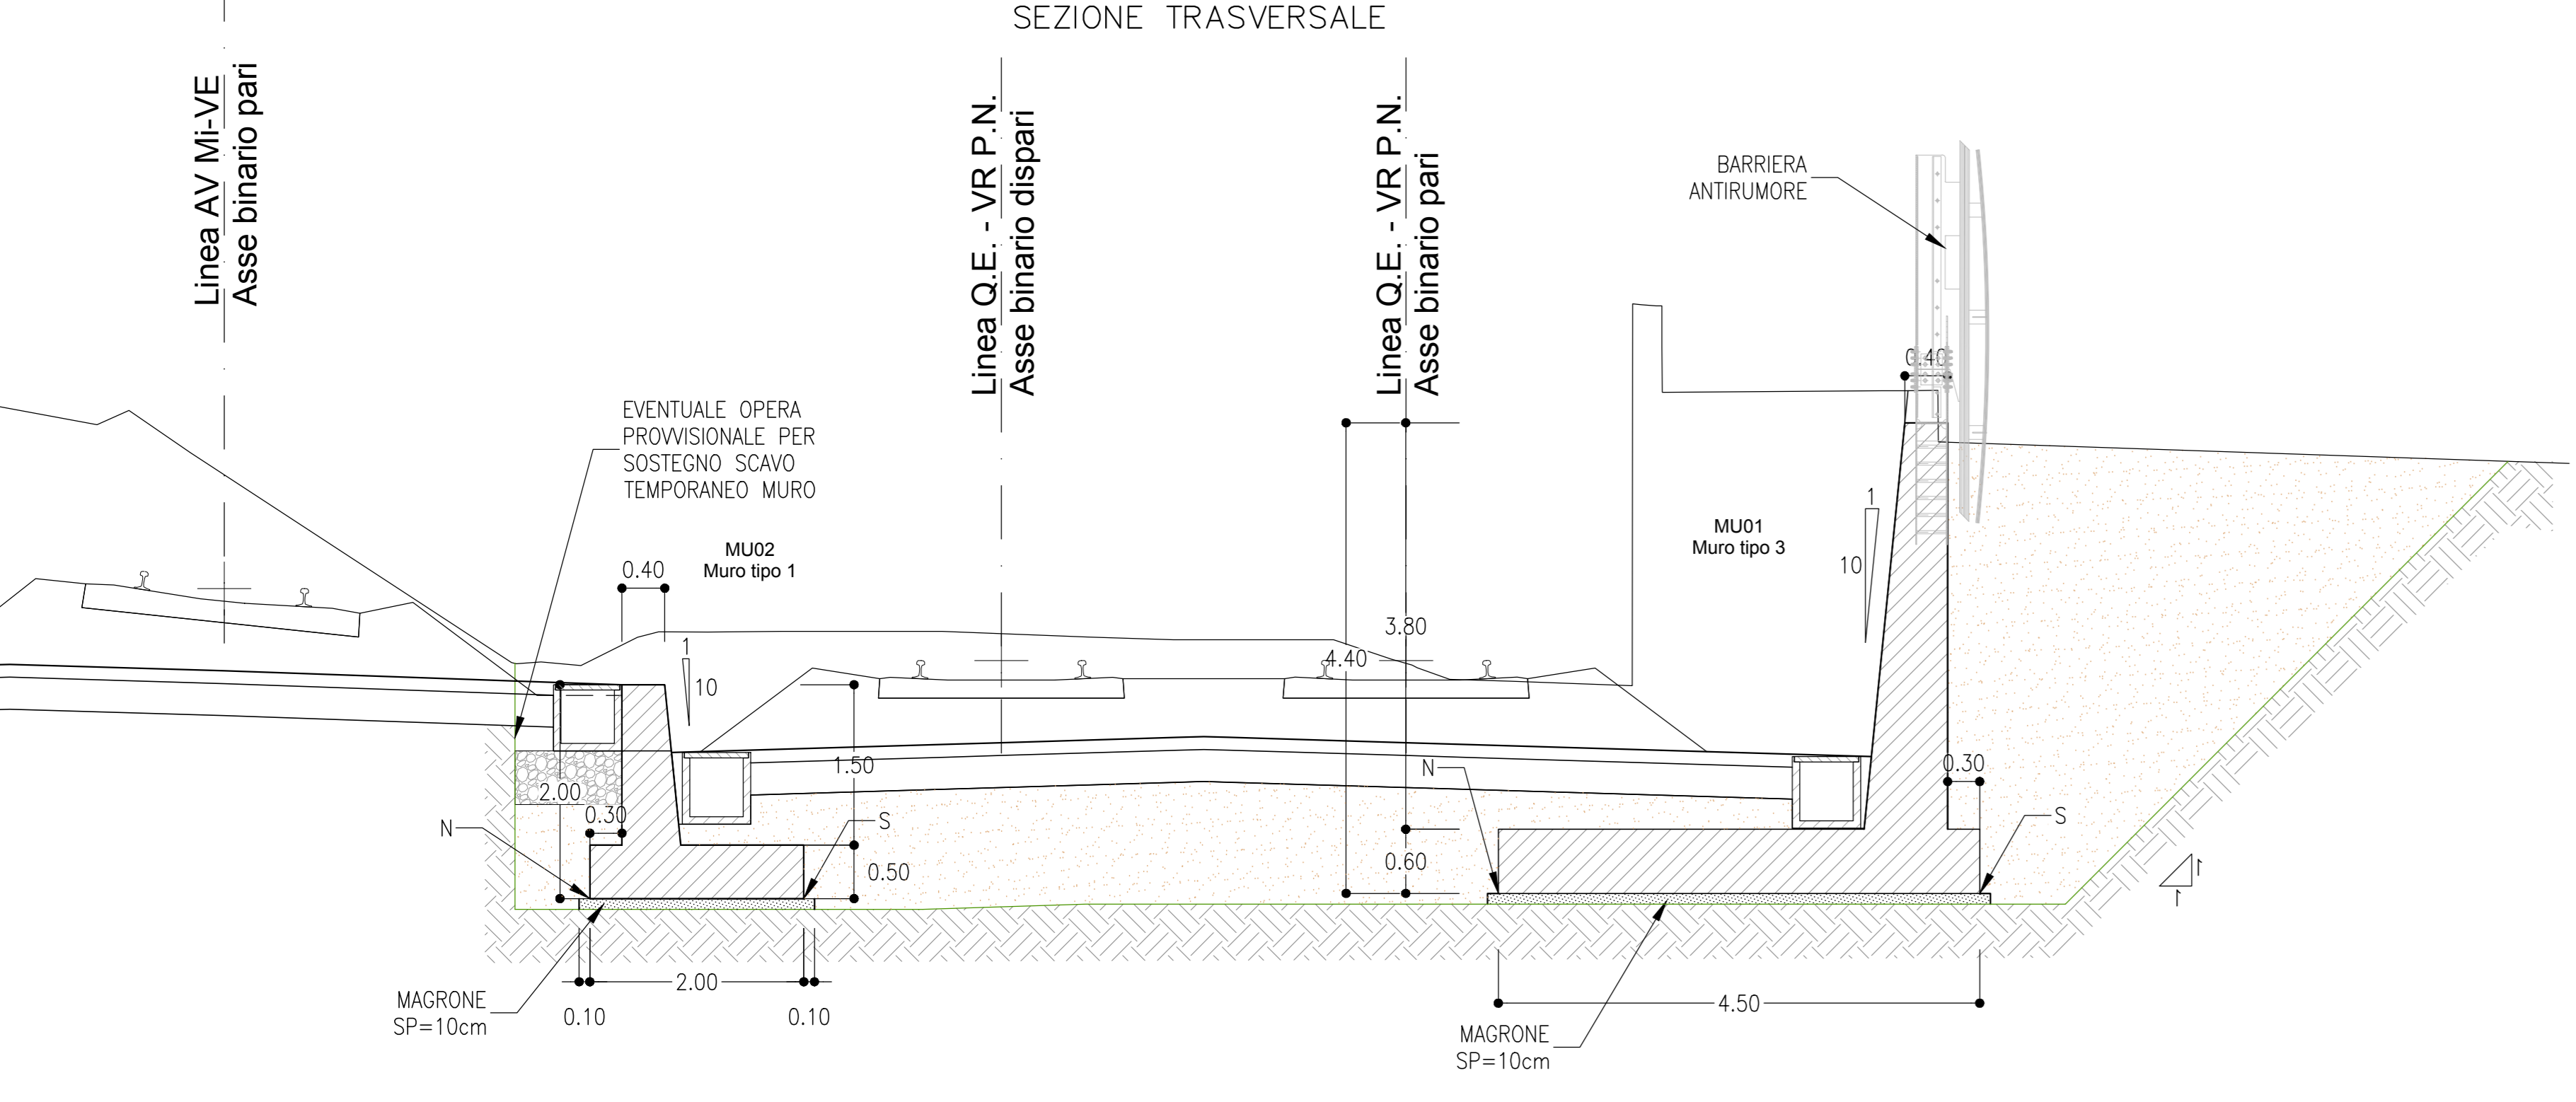 SEZIONE TRASVERSALE
Linea AV Mi-VE
Asse binario pari
Linea Q.E. - VR P.N.
Asse binario dispari
Linea Q.E. - VR P.N.
Asse binario pari
BARRIERA
ANTIRUMORE
0.40
EVENTUALE OPERA
PROVVISIONALE PER
SOSTEGNO SCAVO
TEMPORANEO MURO
MU02
Muro tipo 1
0.40
1
10
MU01
Muro tipo 3
1
10
3.80
4.40
1.50
2.00
0.30
N
S
0.50
N
0.30
S
0.60
1
1
2.00
0.10
0.10
MAGRONE
SP=10cm
4.50
MAGRONE
SP=10cm